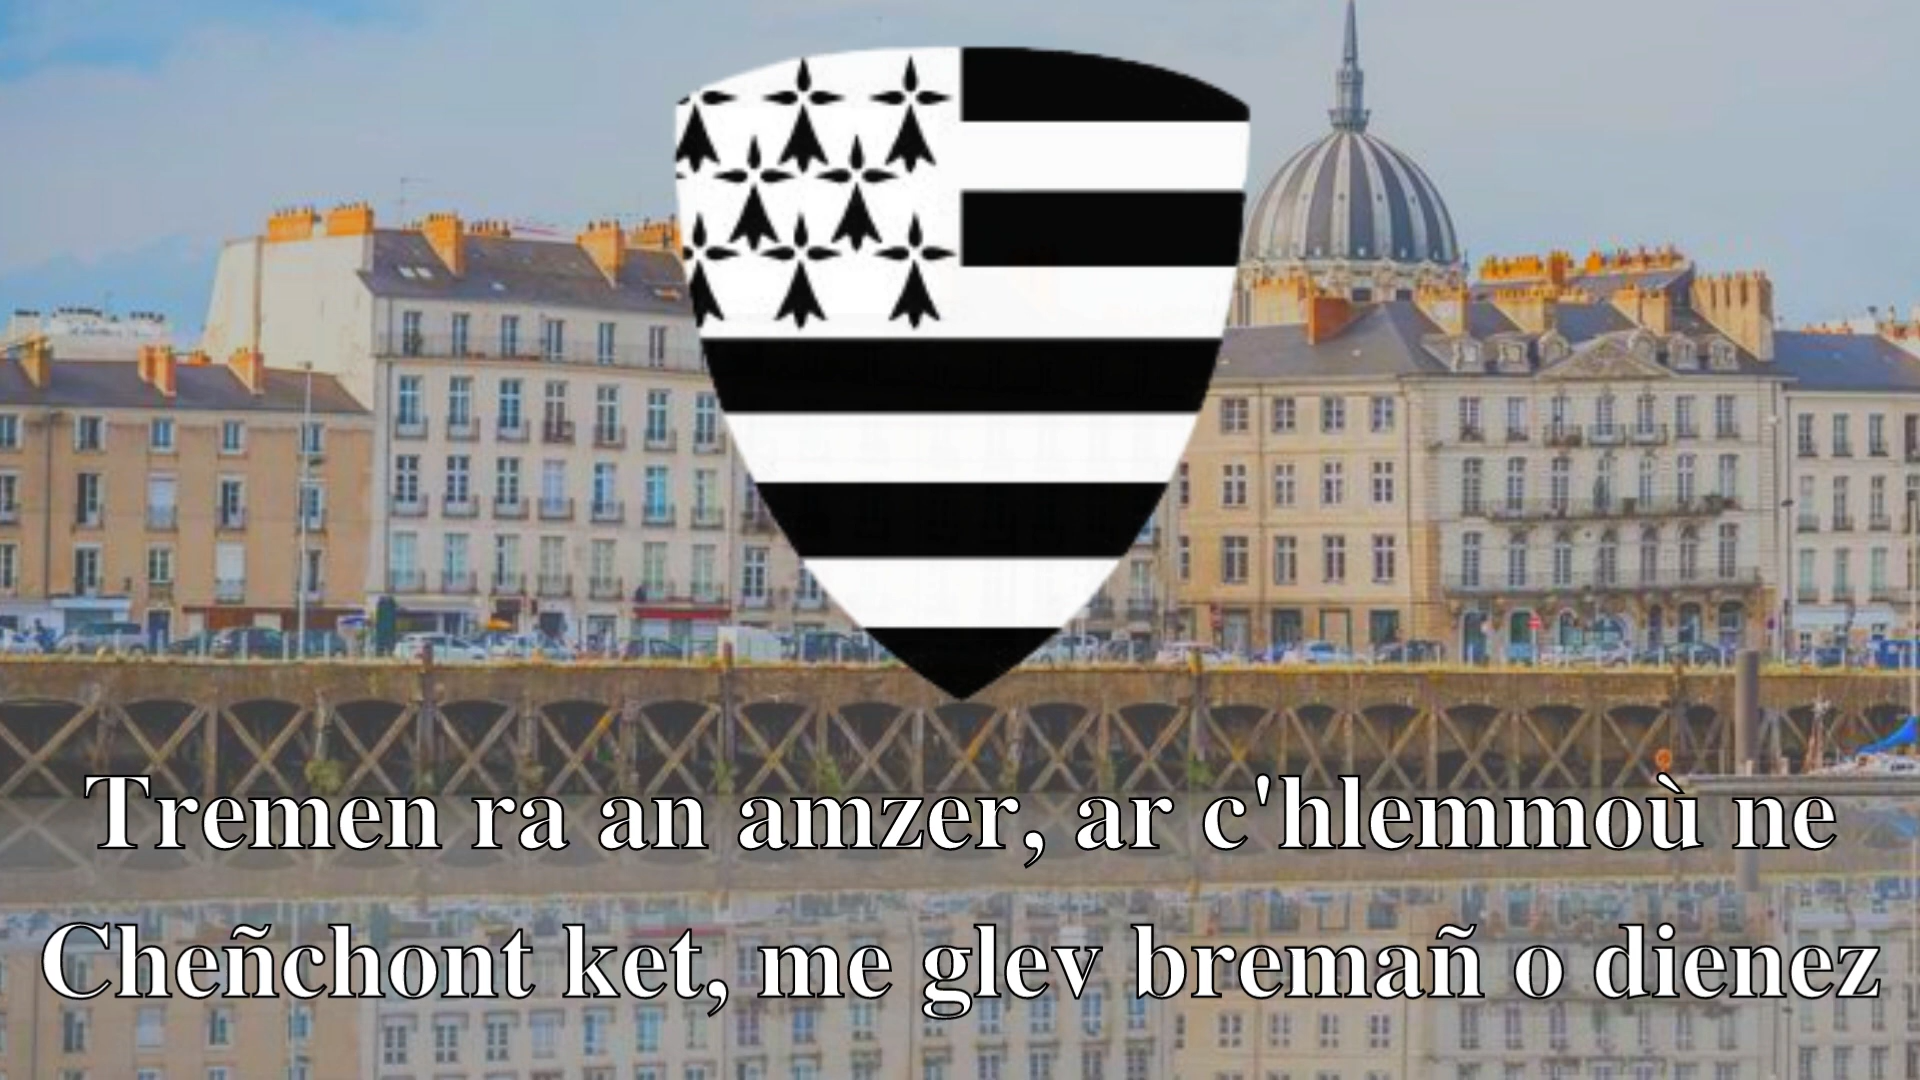 Tremen ra an amzer, ar c'hlemmoù ne
Cheñchont ket, me glev bremañ o dienez